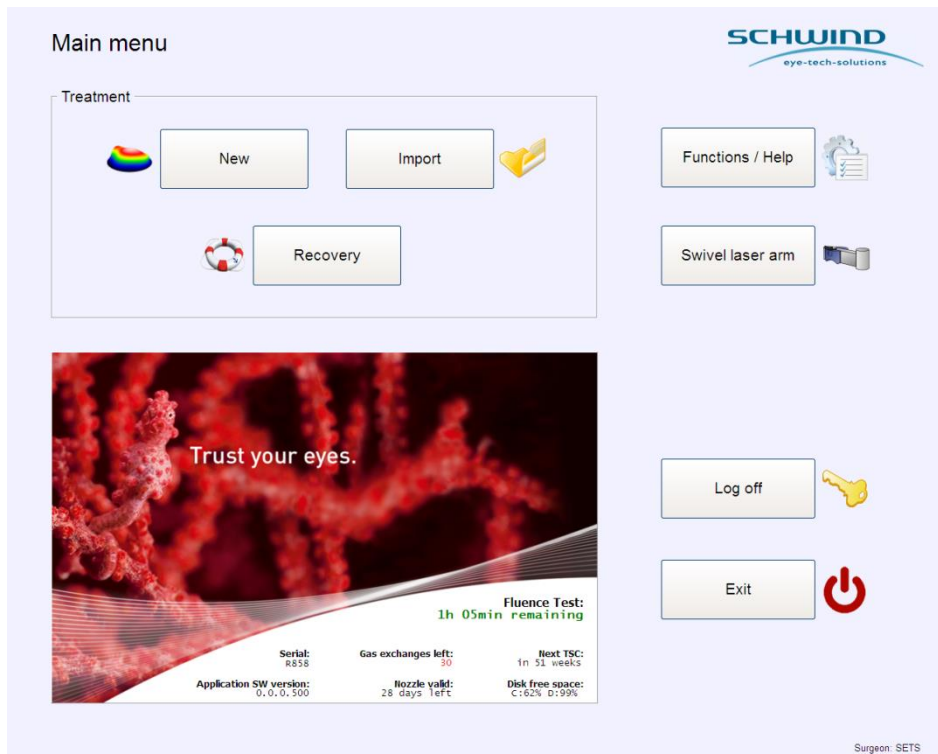 Main menu
SCHWIND
eye-tech-solutions
Treatment
New
Import
Recovery
Functions / Help
Swivel laser arm
Trust your eyes.
Log off
Exit
Fluence Test:
1h 05min remaining
Serial: Gas exchanges left: Next TSC:
R858 30 in 51 weeks
Application SW version: Nozzle valid: Disk free space:
0.0.0.500 28 days left C:62% D:99%
Surgeon: SETS